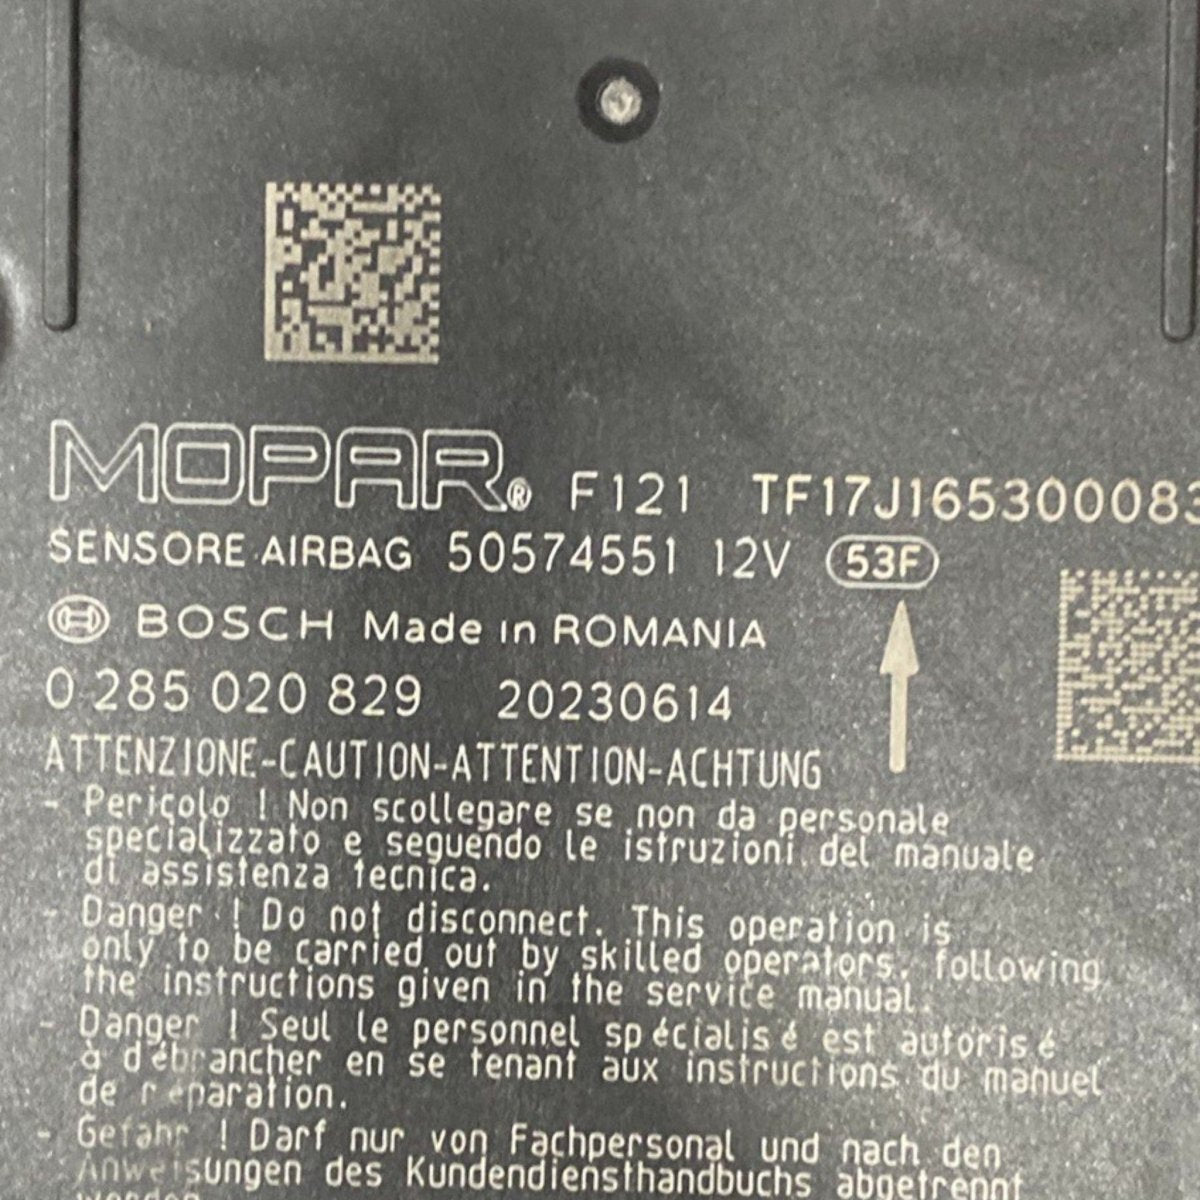 MOPAR® F121 TF17J1653000083
SENSORE AIRBAG 50574551 12V 53F
BOSCH Made in ROMANIA
0 285 020 829 20230614
ATTENZIONE-CAUTION-ATTENTION-ACHTUNG
- Pericolo ! Non scollegare se non da personale
specializzato e seguendo le istruzioni del manuale
di assistenza tecnica.
- Danger ! Do not disconnect. This operation is
only to be carried out by skilled operators, following
the instructions given in the service manual.
- Danger ! Seul le personnel spécialisé est autorisé
à débrancher en se tenant aux instructions du manuel
de réparation.
- Gefahr ! Darf nur von Fachpersonal und nach den
Anweisungen des Kundendiensthandbuchs abgetrennt
werden